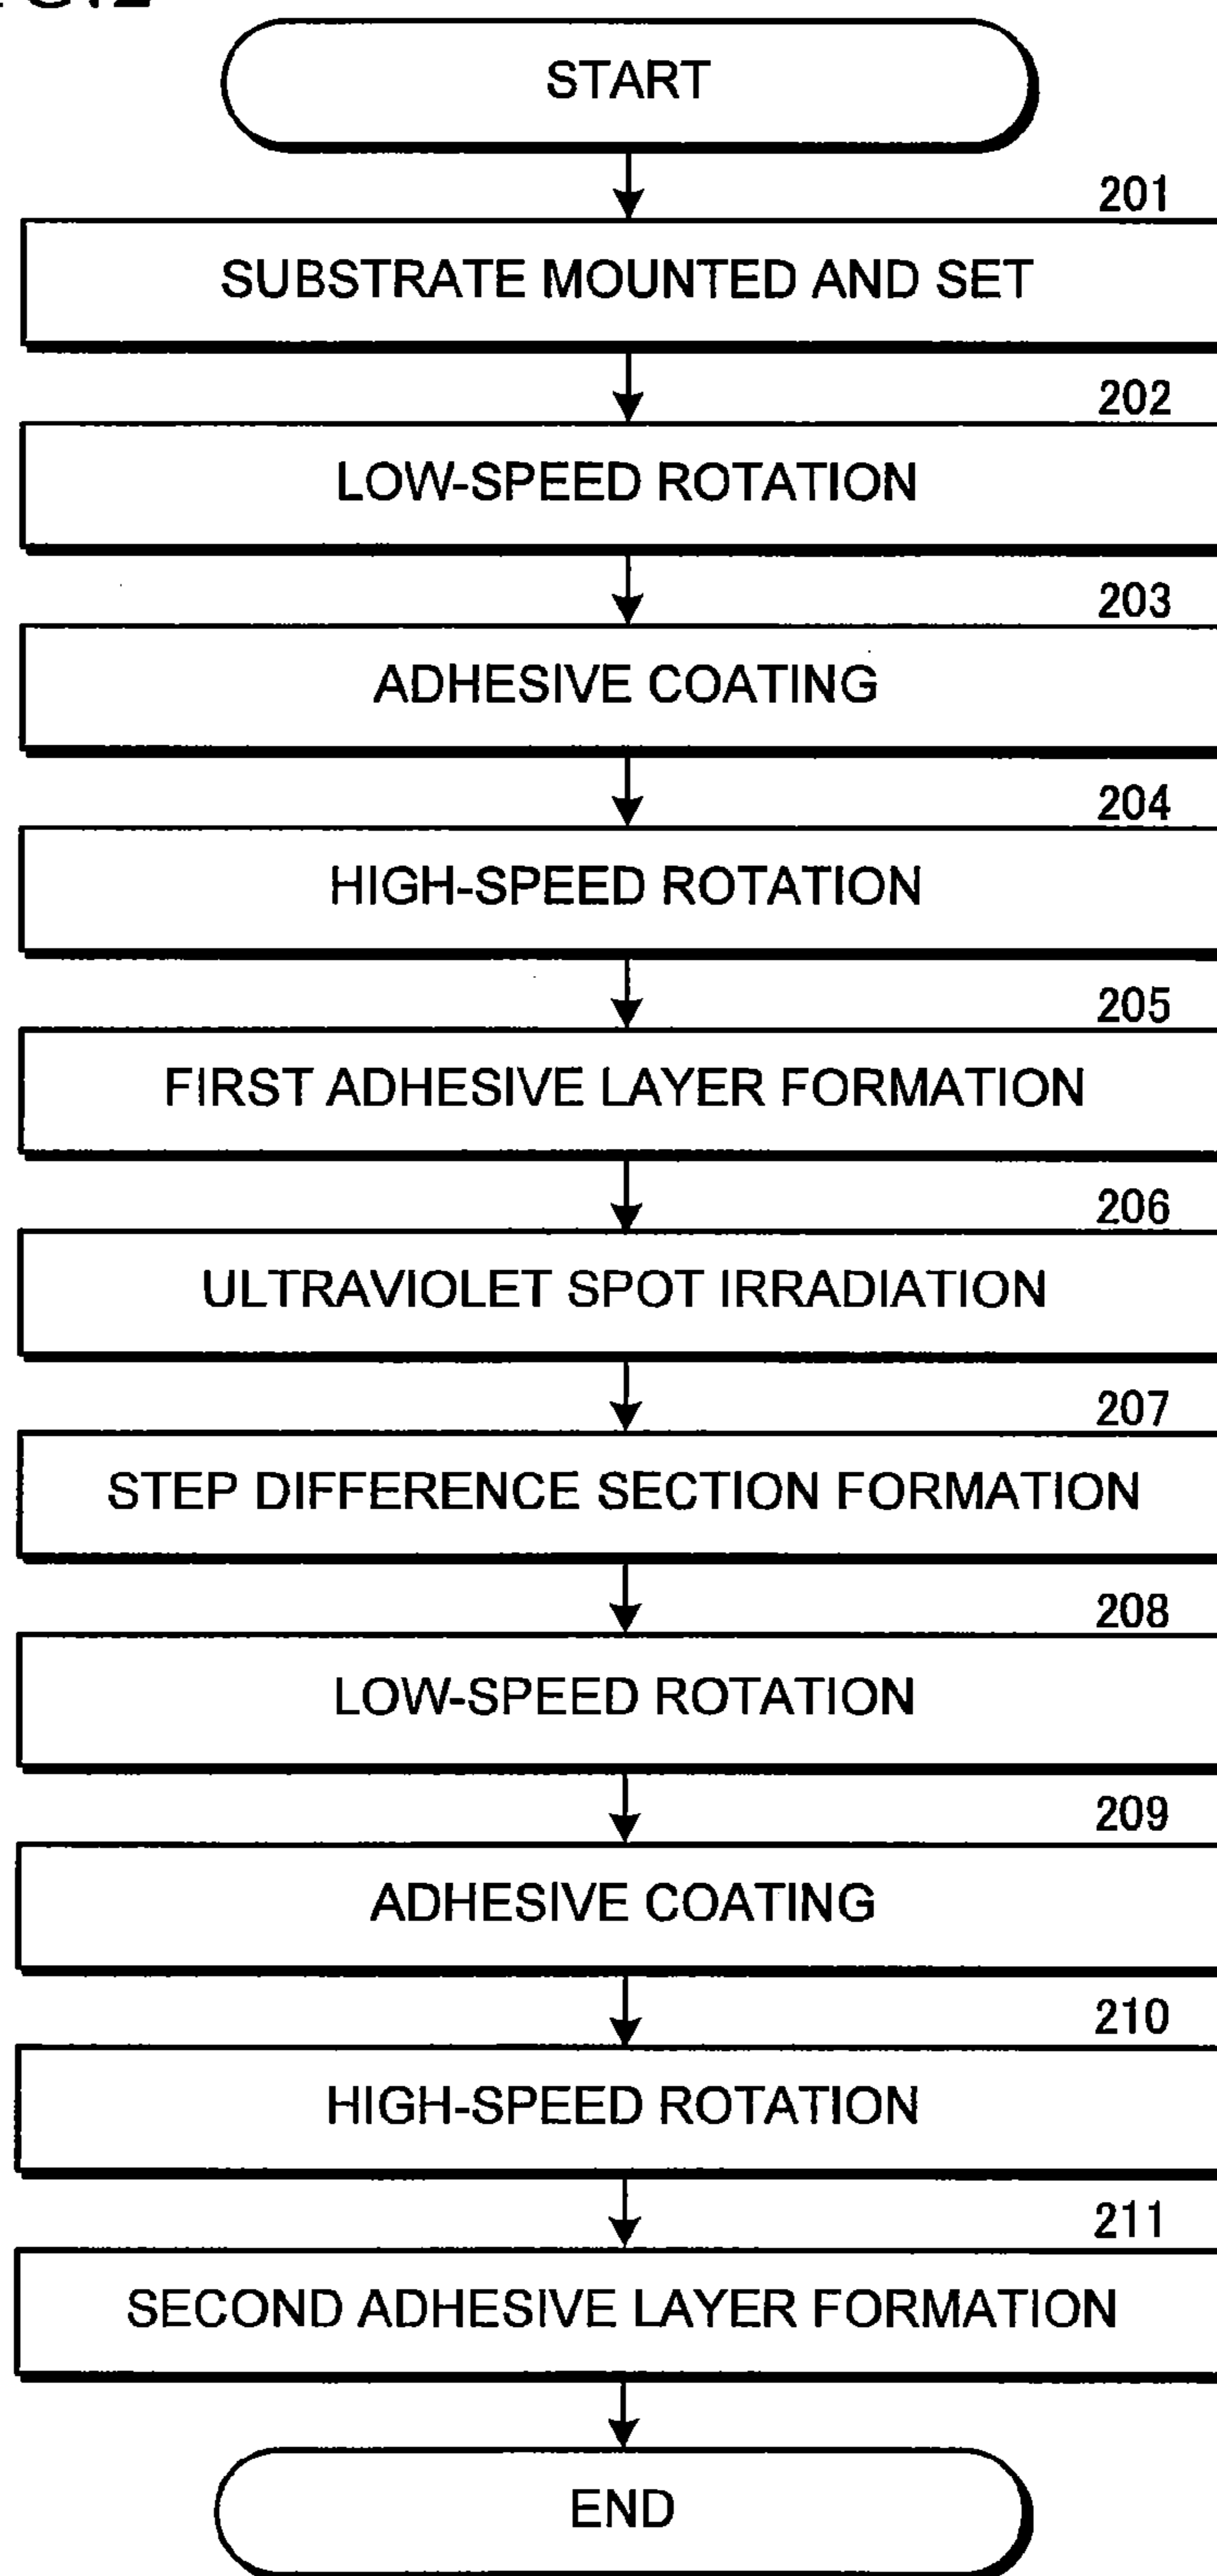 START
201
SUBSTRATE MOUNTED AND SET
202
LOW-SPEED ROTATION
203
ADHESIVE COATING
204
HIGH-SPEED ROTATION
205
FIRST ADHESIVE LAYER FORMATION
206
ULTRAVIOLET SPOT IRRADIATION
207
STEP DIFFERENCE SECTION FORMATION
208
LOW-SPEED ROTATION
209
ADHESIVE COATING
210
HIGH-SPEED ROTATION
211
SECOND ADHESIVE LAYER FORMATION
END